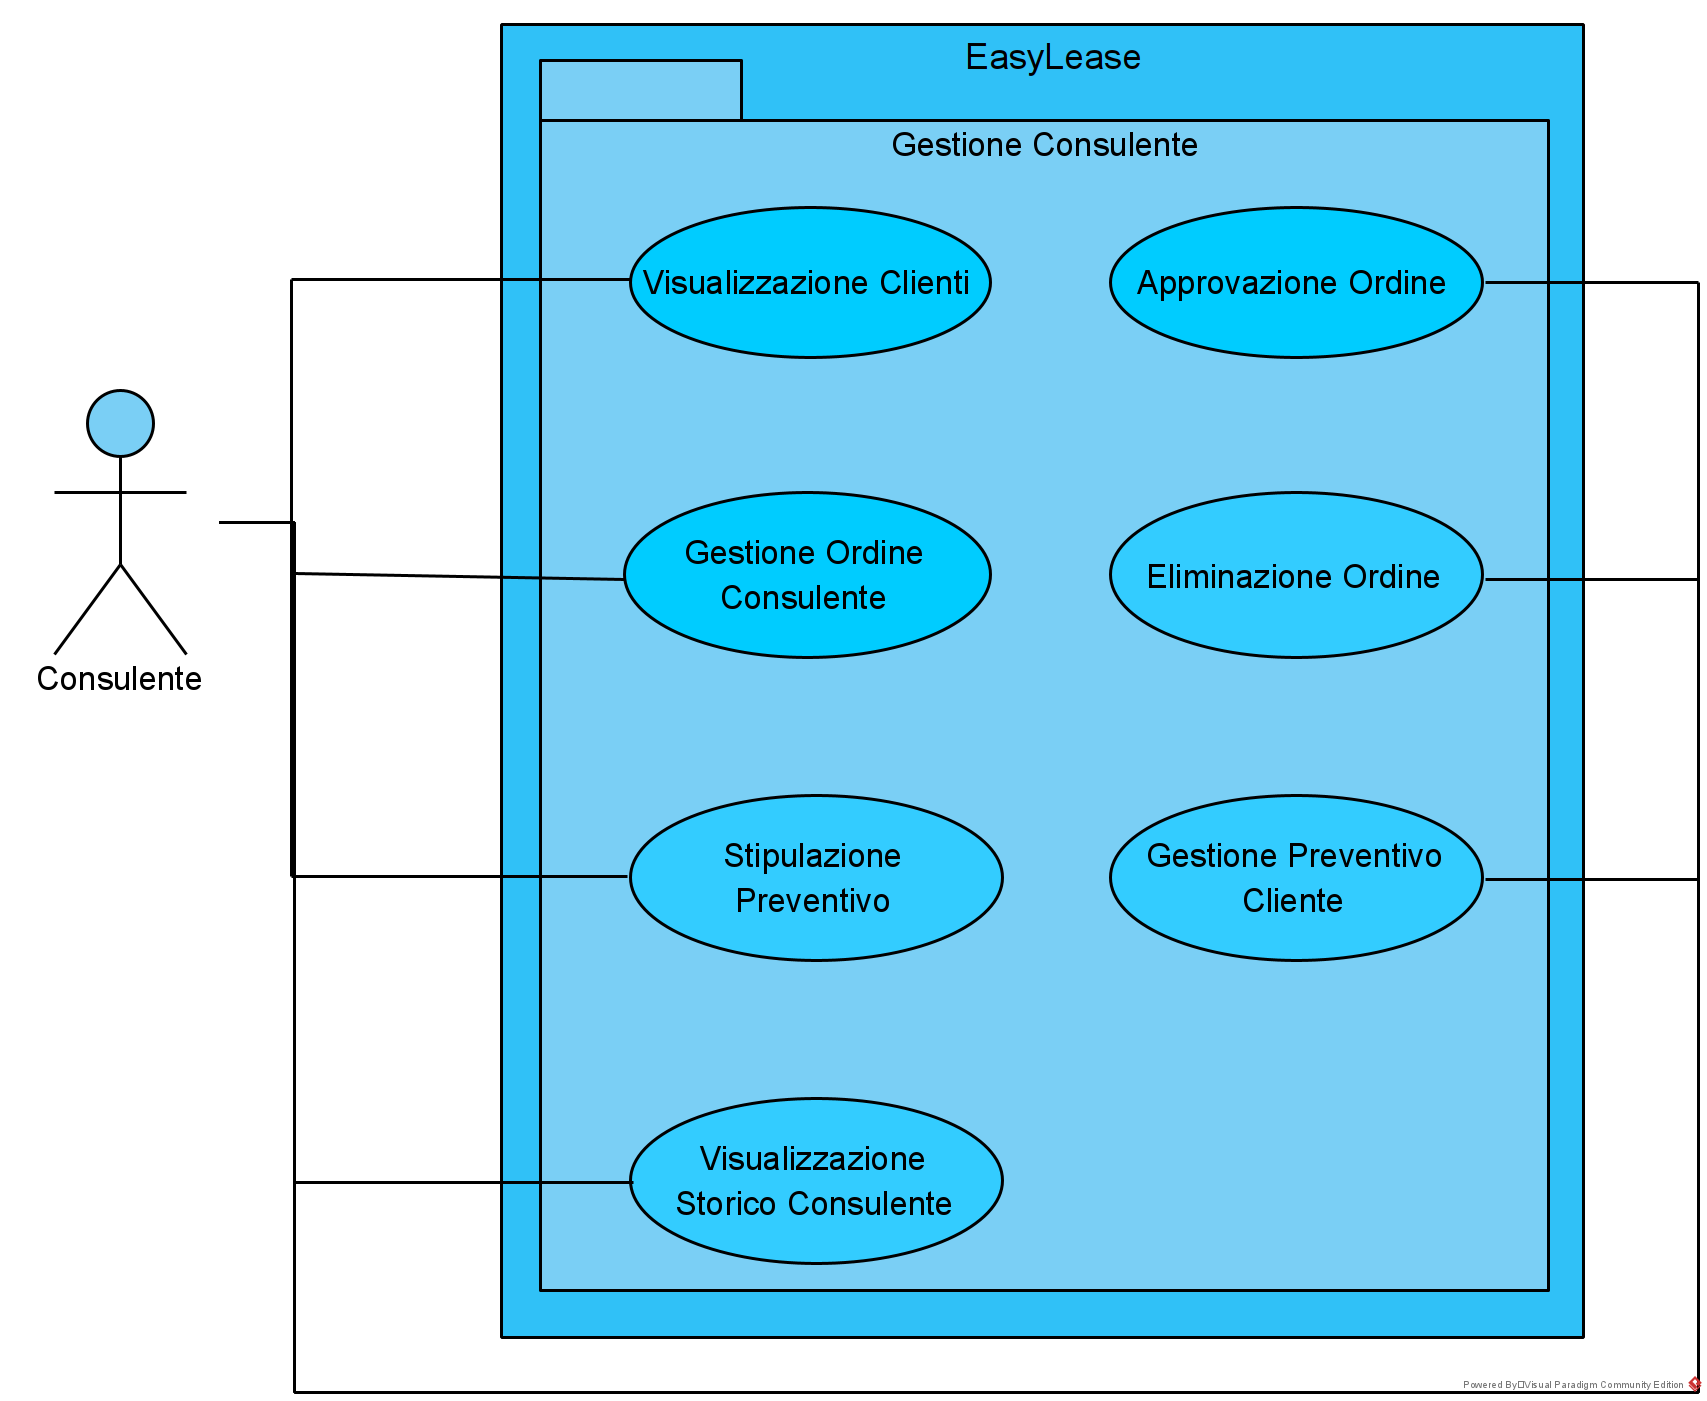 EasyLease
Gestione Consulente
Visualizzazione Clienti
Approvazione Ordine
Gestione Ordine
Consulente
Eliminazione Ordine
Consulente
Stipulazione
Preventivo
Gestione Preventivo
Cliente
Visualizzazione
Storico Consulente
Powered By□Visual Paradigm Community Edition